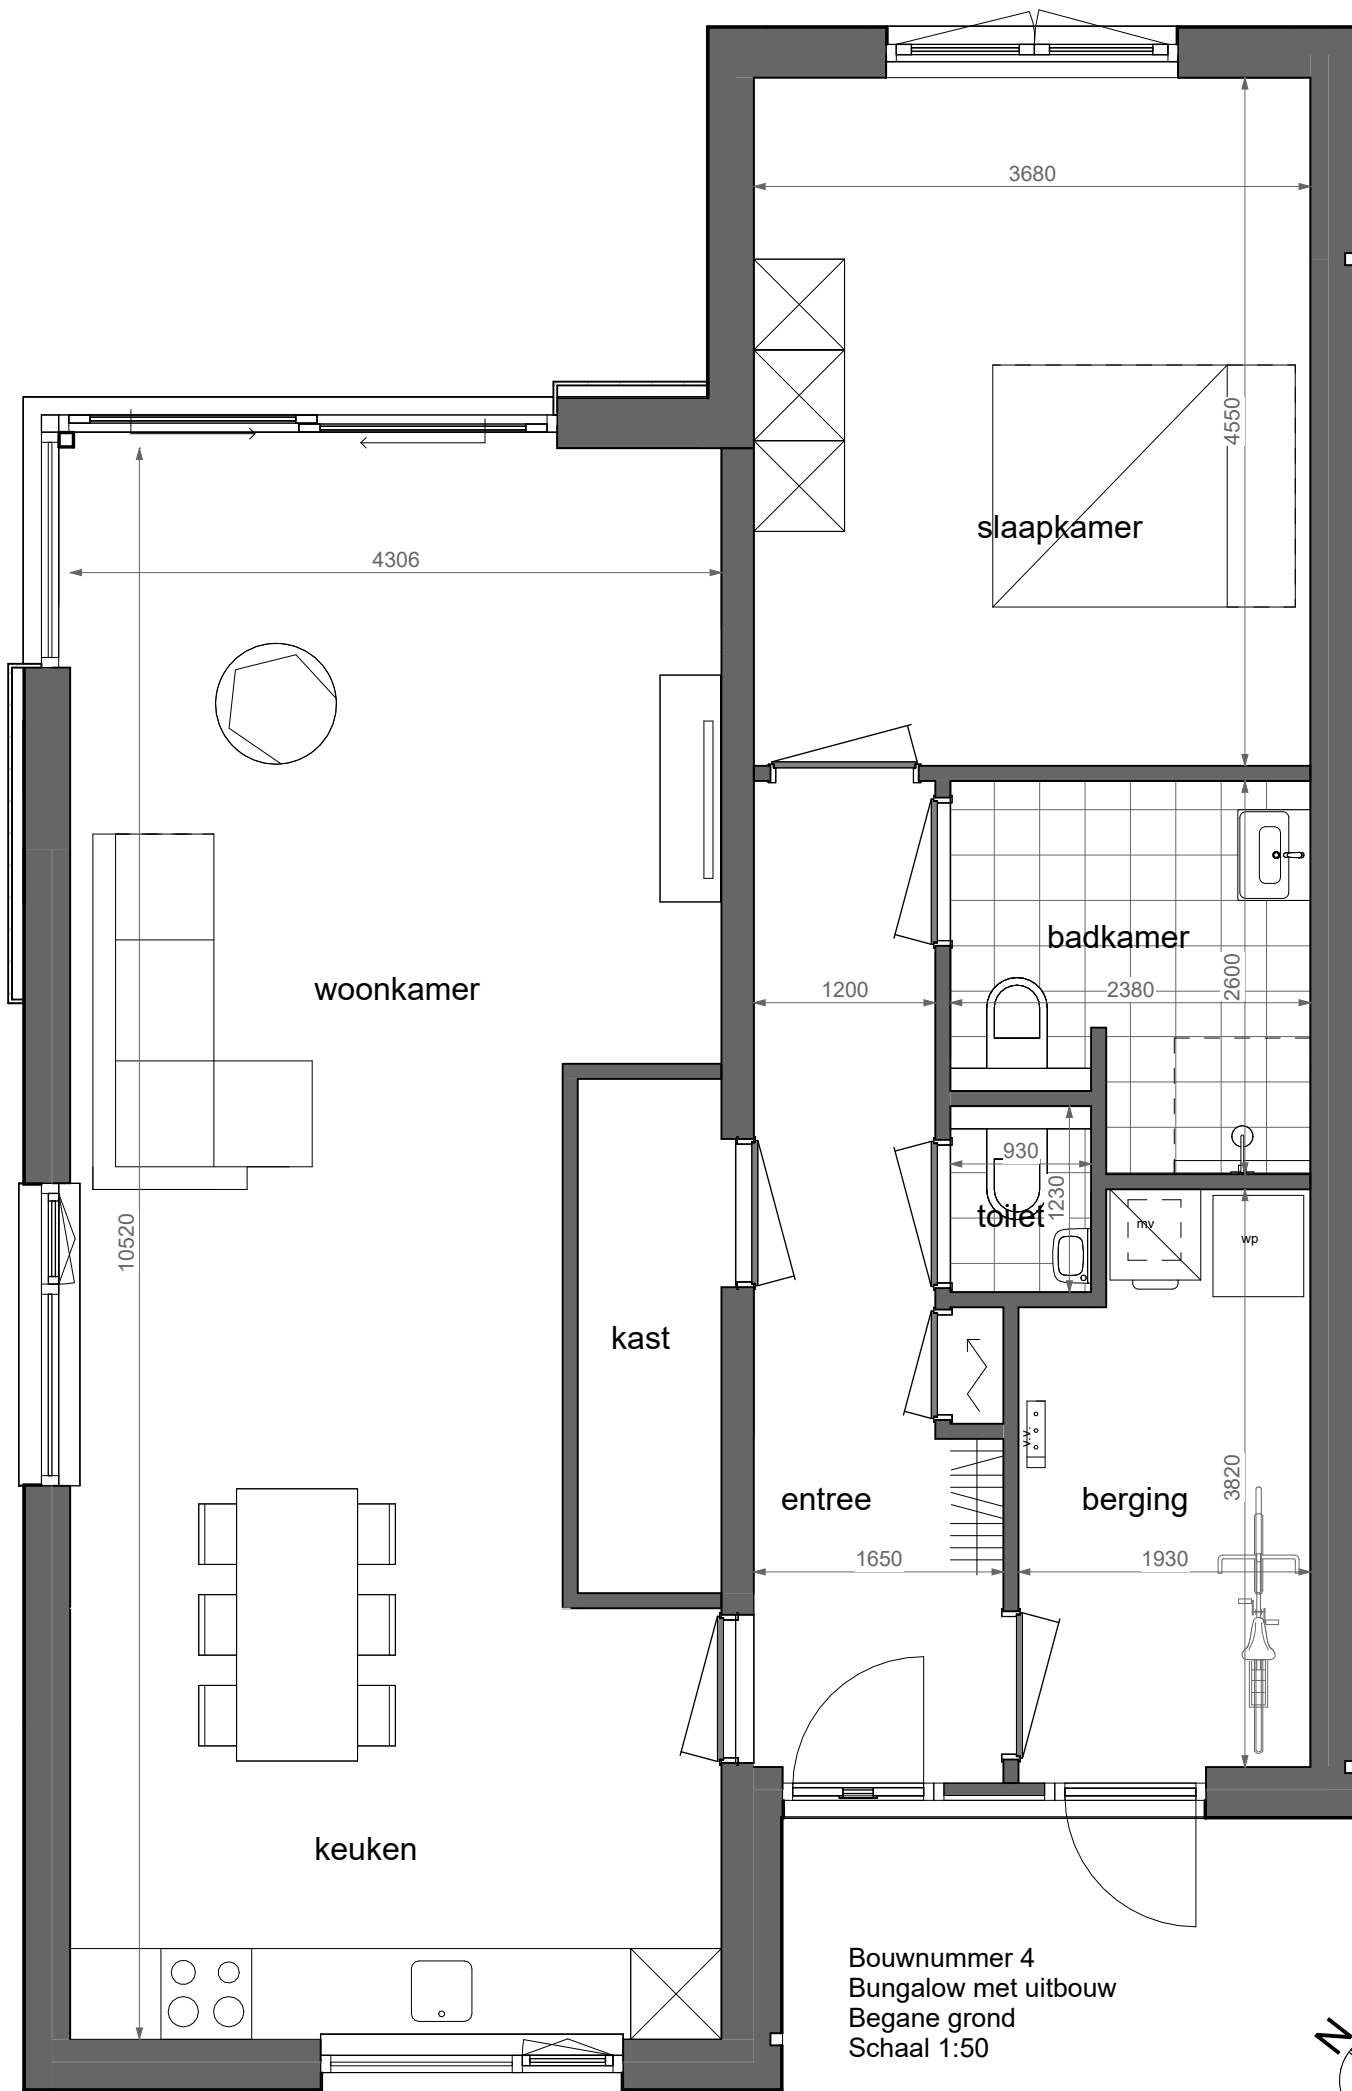 3680
4550
slaapkamer
4306
badkamer
woonkamer
1200
2380
2600
930
1230
toilet
mv
wp
10520
kast
v.v.
3820
entree
berging
1650
1930
keuken
Bouwnummer 4
Bungalow met uitbouw
Begane grond
Schaal 1:50
N